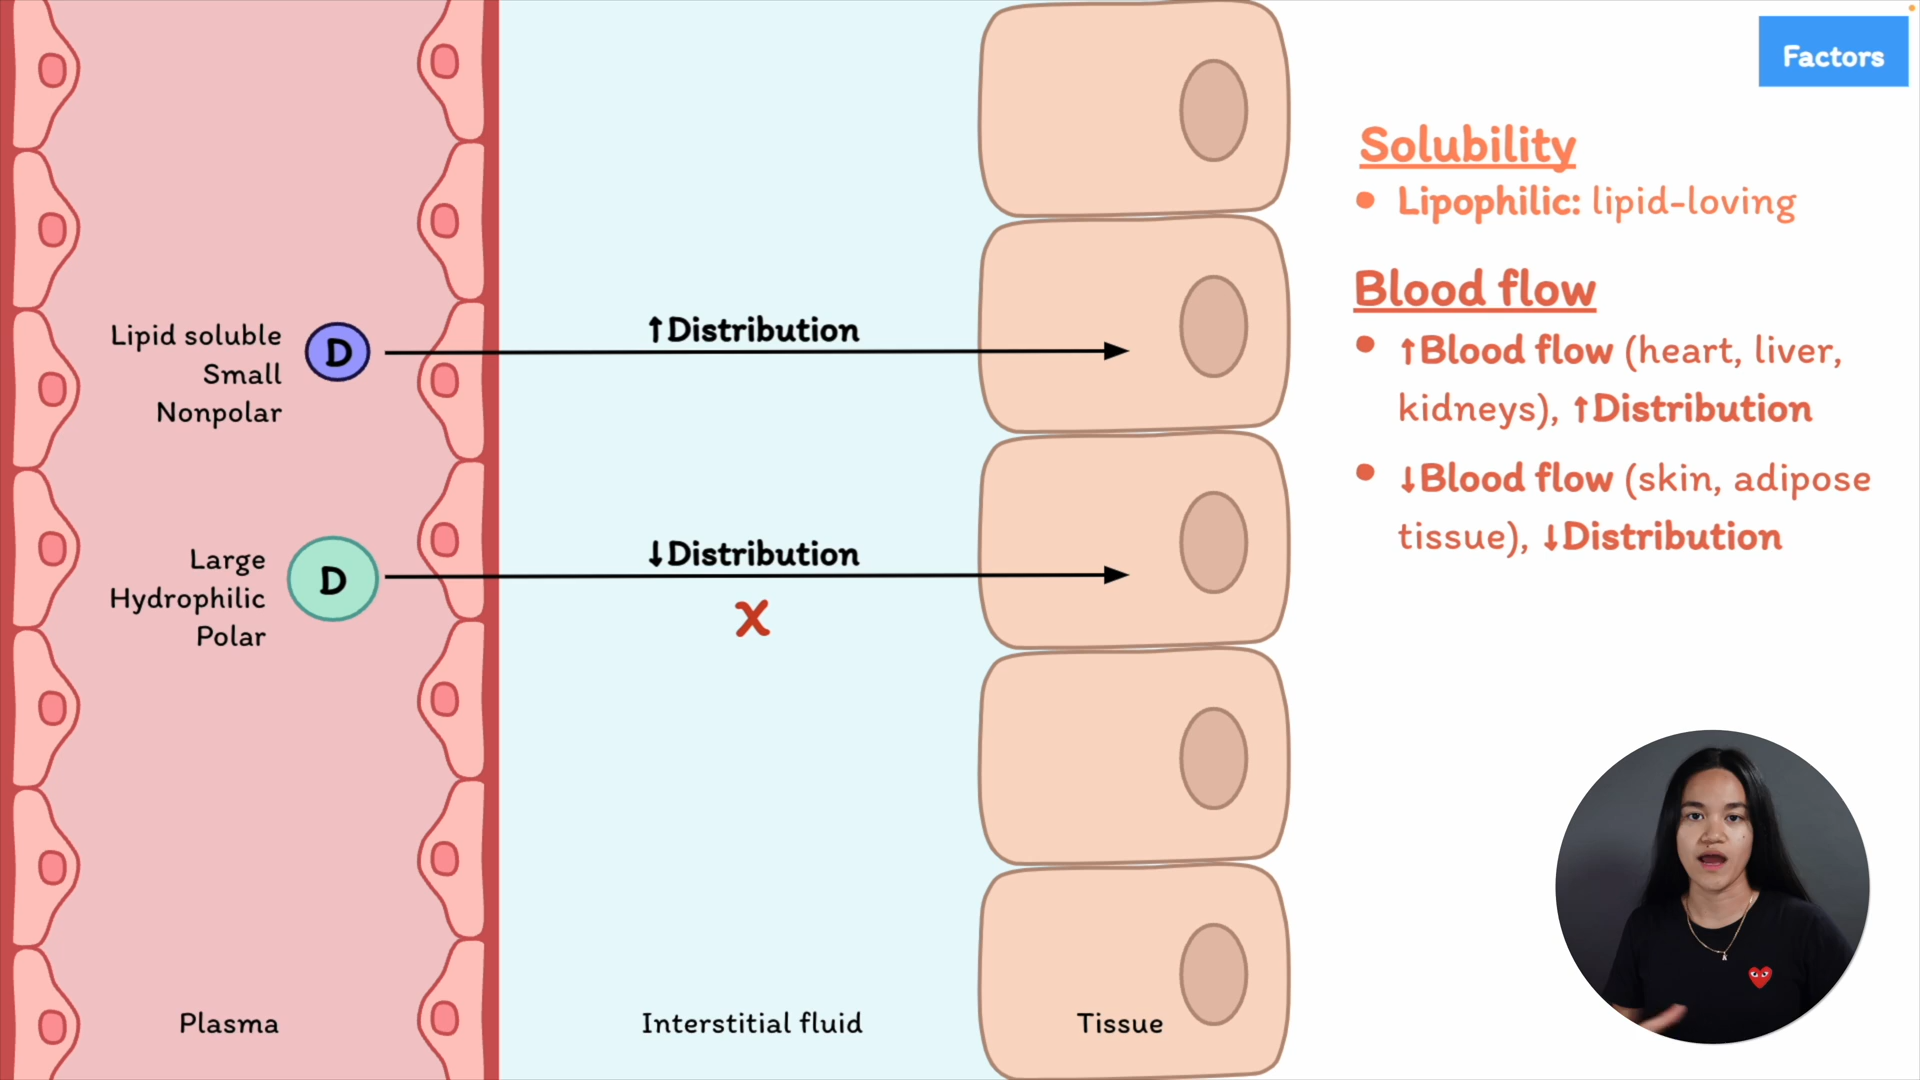 Factors
Solubility
• Lipophilic: lipid-loving
Blood flow
• ↑Blood flow (heart, liver,
kidneys), ↑Distribution
• ↓Blood flow (skin, adipose
tissue), ↓Distribution
Lipid soluble
Small
Nonpolar
D
↑Distribution
Large
Hydrophilic
Polar
D
↓Distribution
X
Plasma
Interstitial fluid
Tissue